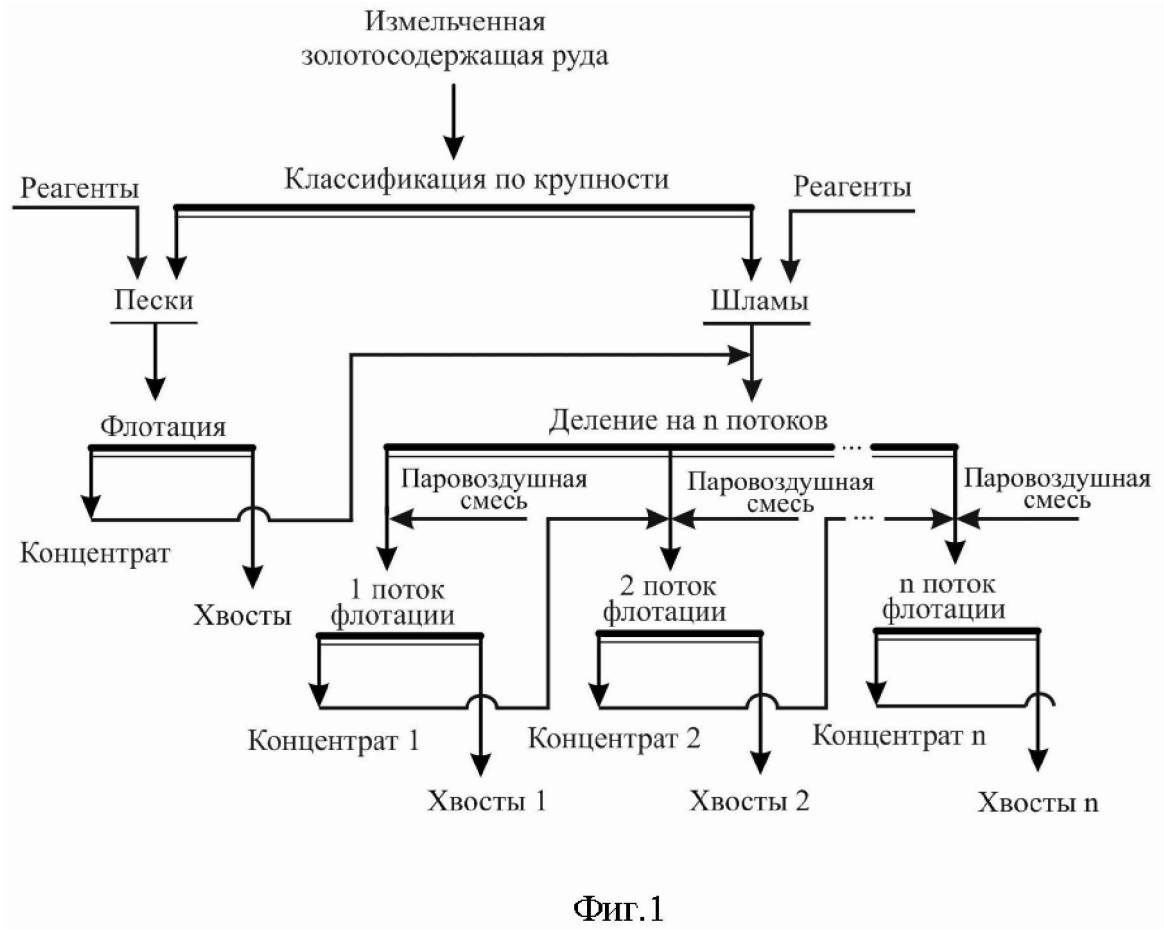 Измельченная
золотосодержащая руда
Классификация по крупности
Реагенты
Реагенты
Пески
Шламы
Флотация
Деление на n потоков
...
Паровоздушная
смесь
Паровоздушная
смесь
Паровоздушная
смесь
...
Концентрат
Хвосты
1 поток
флотации
2 поток
флотации
n поток
флотации
Концентрат 1
Концентрат 2
Концентрат n
Хвосты 1
Хвосты 2
Хвосты n
Фиг.1